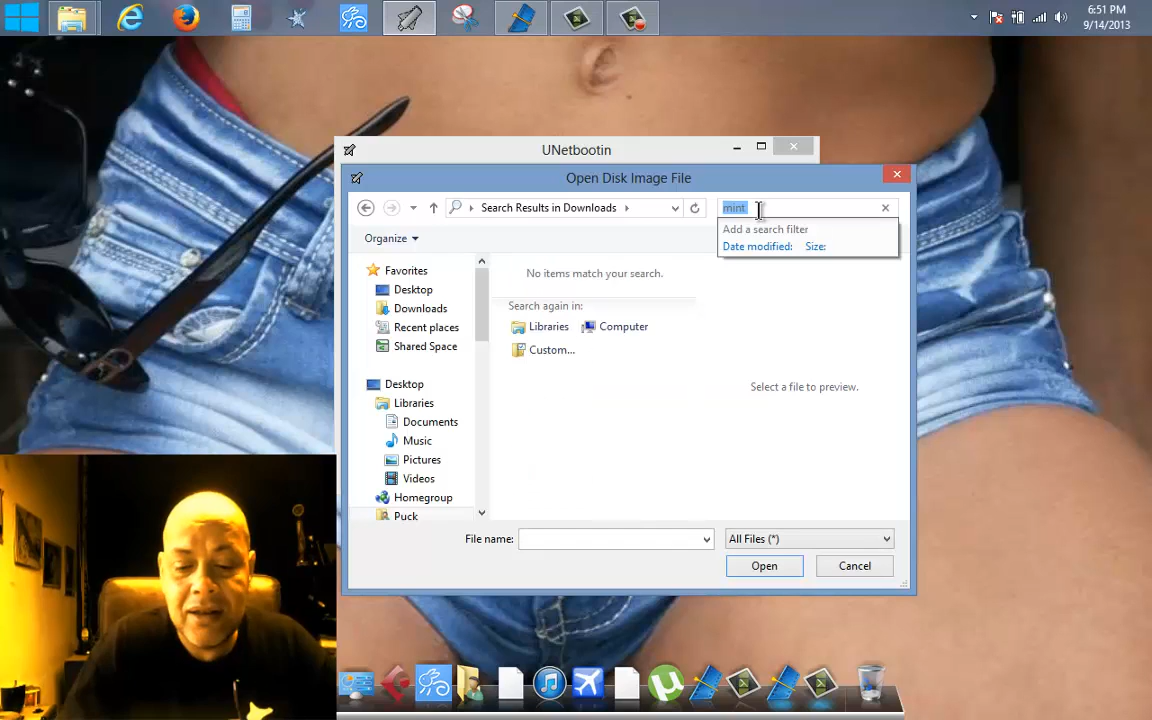 6:51 PM
9/14/2013
UNetbootin
Open Disk Image File
Search Results in Downloads
mint
Add a search filter
Date modified: Size:
Organize
Favorites
Desktop
Downloads
Recent places
Shared Space
Desktop
Libraries
Documents
Music
Pictures
Videos
Homegroup
Puck
No items match your search.
Search again in:
Libraries
Computer
Custom...
Select a file to preview.
File name:
All Files (*)
Open
Cancel